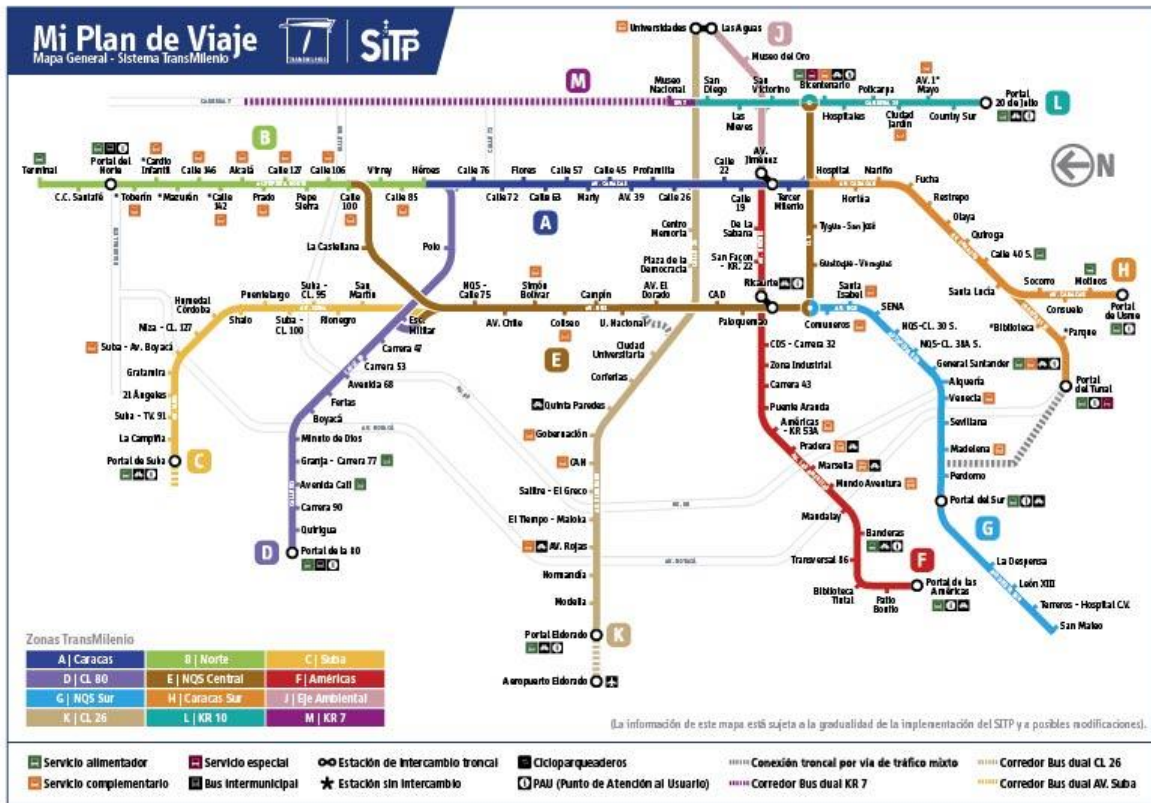 Mi Plan de Viaje
Mapa General - Sistema TransMilenio
TRANSMILENIO
SITP
Universidades
Las Aguas
J
Museo del Oro
M
Museo
Nacional
San
Diego
San
Victorino
Bicentenario
Policarpa
AV. 1°
Mayo
Portal
20 de Julio
L
Las
Nieves
Hospitales
Ciudad
Jardín
Country Sur
CARRERA 7
N
B
Terminal
Portal del
Norte
*Cardio
Infantil
Calle 146
Alcalá
Calle 127
Calle 106
Virrey
Héroes
Calle 76
Flores
Calle 57
Calle 45
Profamilia
Calle
22
AV.
Jiménez
Hospital
Nariño
C.C. Santafé
*Toberín
*Mazurén
*Calle
142
Prado
Pepe
Sierra
Calle
100
Calle 85
Calle 72
Calle 63
Marly
AV. 39
Calle 26
Calle
19
Tercer
Milenio
Hortúa
AV. CARACAS
A
Fucha
Restrepo
Olaya
Quiroga
Calle 40 S.
Santa Lucía
Socorro
Consuelo
Molinos
H
Portal
de Usme
*Biblioteca
*Parque
Portal
del Tunal
La Castellana
Polo
Centro
Memoria
Plaza de la
Democracia
De La
Sabana
San Façon
- KR. 22
Ricaurte
Tygua - San José
Guatoque - Veraguas
Humedal
Córdoba
Puentelargo
Suba -
CL. 95
San
Martín
Niza - CL. 127
Shaio
Suba -
CL. 100
Rionegro
Esc.
Militar
NQS -
Calle 75
Simón
Bolívar
Campín
AV. El
Dorado
CAD
AV. Chile
Coliseo
U. Nacional
Paloquemao
Santa
Isabel
SENA
Comuneros
NQS-CL. 30 S.
NQS-CL. 38A S.
General Santander
Alquería
Venecia
Sevillana
Madelena
Perdomo
Portal del Sur
G
La Despensa
León XIII
Terreros - Hospital C.V.
San Mateo
E
Suba - Av. Boyacá
Gratamira
21 Ángeles
Suba - TV. 91
La Campiña
Portal de Suba
C
Carrera 47
Carrera 53
Avenida 68
Ferias
Boyacá
Minuto de Dios
Granja - Carrera 77
Avenida Cali
Carrera 90
Quirigua
Portal de la 80
D
Ciudad
Universitaria
Corferias
Quinta Paredes
Gobernación
CAN
Salitre - El Greco
El Tiempo - Maloka
AV. Rojas
Normandía
Modelia
Portal Eldorado
K
Aeropuerto Eldorado
CDS - Carrera 32
Zona Industrial
Carrera 43
Puente Aranda
Américas
- KR 53A
Pradera
Marsella
Mundo Aventura
Mandalay
Banderas
Transversal 86
F
Biblioteca
Tintal
Patio
Bonito
Portal de las
Américas
AV. BOYACÁ
AV. 68
AV. BOYACÁ
Zonas TransMilenio
A | Caracas
B | Norte
C | Suba
D | CL 80
E | NQS Central
F | Américas
G | NQS Sur
H | Caracas Sur
J | Eje Ambiental
K | CL 26
L | KR 10
M | KR 7
(La información de este mapa está sujeta a la gradualidad de la implementación del SITP y a posibles modificaciones).
Servicio alimentador
Servicio especial
Estación de intercambio troncal
Cicloparqueaderos
Conexión troncal por vía de tráfico mixto
Corredor Bus dual CL 26
Servicio complementario
Bus intermunicipal
Estación sin intercambio
PAU (Punto de Atención al Usuario)
Corredor Bus dual KR 7
Corredor Bus dual AV. Suba